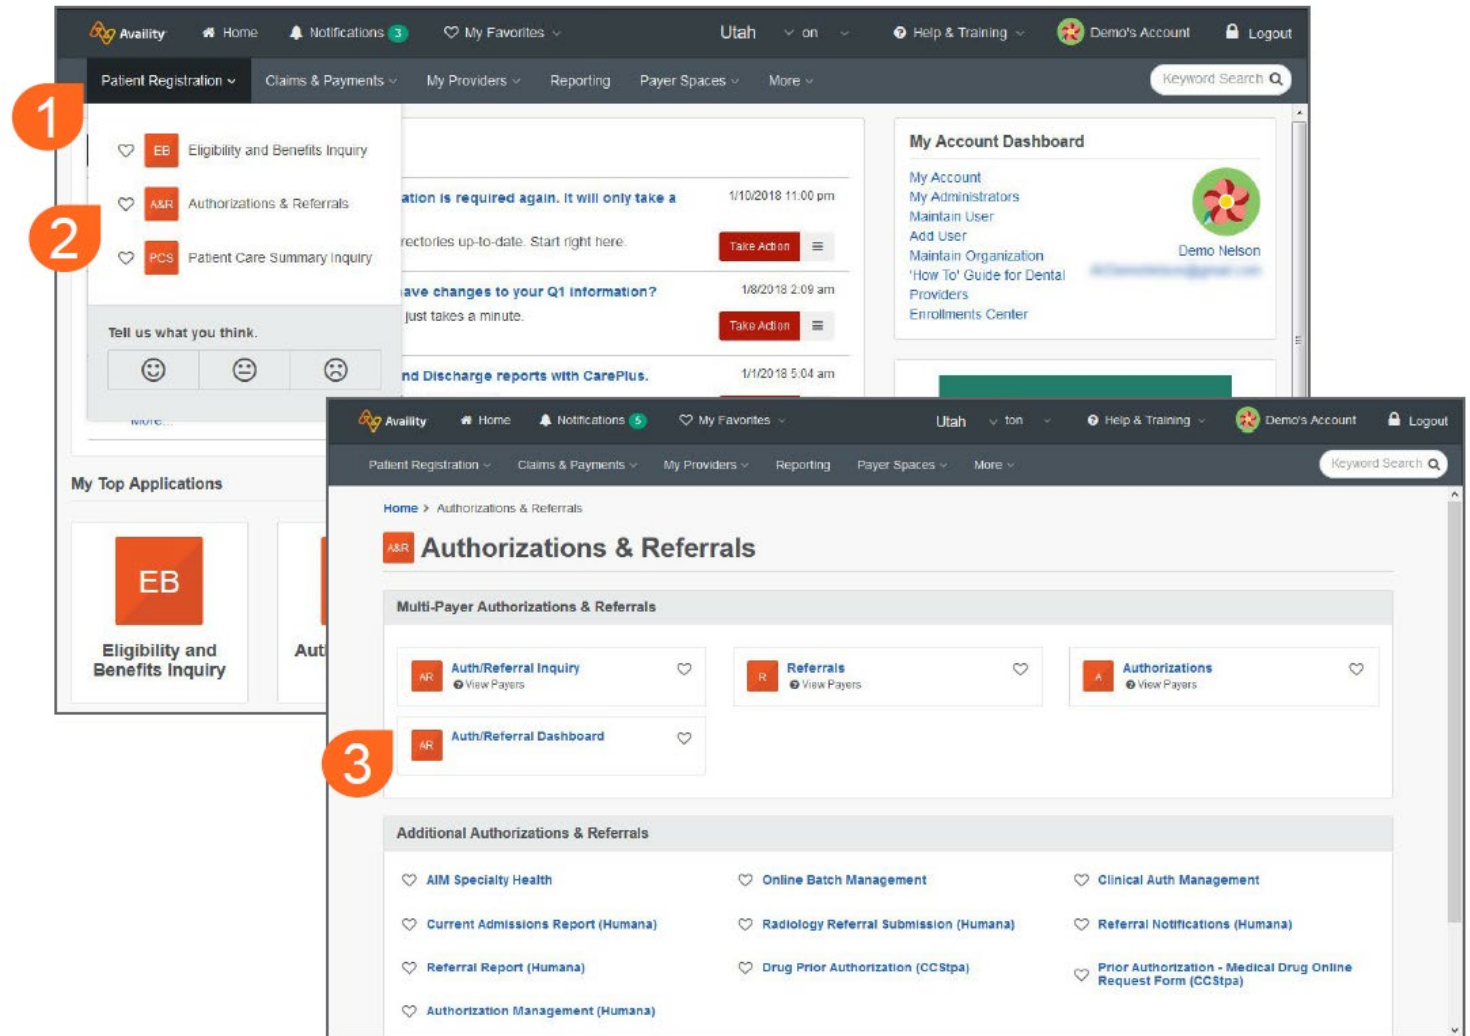 Availity Home Notifications 3 My Favorites Utah on Help & Training Demo's Account Logout
Patient Registration Claims & Payments My Providers Reporting Payer Spaces More Keyword Search
1
EB Eligibility and Benefits Inquiry
A&R Authorizations & Referrals
2
PCS Patient Care Summary Inquiry
Tell us what you think.
ation is required again. It will only take a 1/10/2018 11:00 pm
rectories up-to-date. Start right here. Take Action
ave changes to your Q1 information? 1/8/2018 2:09 am
just takes a minute. Take Action
nd Discharge reports with CarePlus. 1/1/2018 5:04 am
More...
My Account Dashboard
My Account
My Administrators
Maintain User
Add User
Maintain Organization
'How To' Guide for Dental
Providers
Enrollments Center
Demo Nelson
My Top Applications
EB
Eligibility and
Benefits Inquiry
Aut
Availity Home Notifications 5 My Favorites Utah ton Help & Training Demo's Account Logout
Patient Registration Claims & Payments My Providers Reporting Payer Spaces More Keyword Search
Home > Authorizations & Referrals
A&R Authorizations & Referrals
Multi-Payer Authorizations & Referrals
AR Auth/Referral Inquiry
View Payers
R Referrals
View Payers
A Authorizations
View Payers
3
AR Auth/Referral Dashboard
Additional Authorizations & Referrals
AIM Specialty Health Online Batch Management Clinical Auth Management
Current Admissions Report (Humana) Radiology Referral Submission (Humana) Referral Notifications (Humana)
Referral Report (Humana) Drug Prior Authorization (CCStpa) Prior Authorization - Medical Drug Online
Request Form (CCStpa)
Authorization Management (Humana)